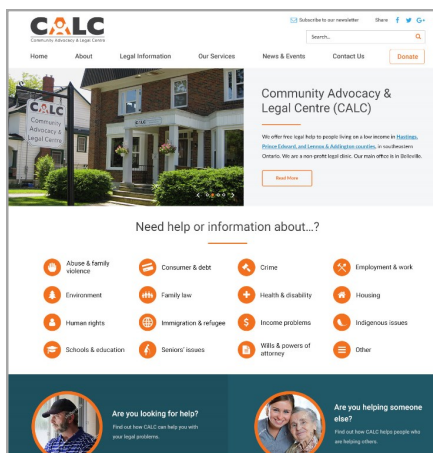 Subscribe to our newsletter Share
CALC
Community Advocacy & Legal Centre
Search...
Home About Legal Information Our Services News & Events Contact Us Donate
CALC
Community
Advocacy &
Legal Centre
CALC
Community Advocacy &
Legal Centre (CALC)
We offer free legal help to people living on a low income in Hastings,
Prince Edward, and Lennox & Addington counties, in southeastern
Ontario. We are a non-profit legal clinic. Our main office is in Belleville.
Read More
Need help or information about...?
Abuse & family
violence
Consumer & debt
Crime
Employment & work
Environment
Family law
Health & disability
Housing
Human rights
Immigration & refugee
Income problems
Indigenous issues
Schools & education
Seniors' issues
Wills & powers of
attorney
Other
Are you looking for help?
Find out how CALC can help you with
your legal problems.
Are you helping someone
else?
Find out how CALC helps people who
are helping others.